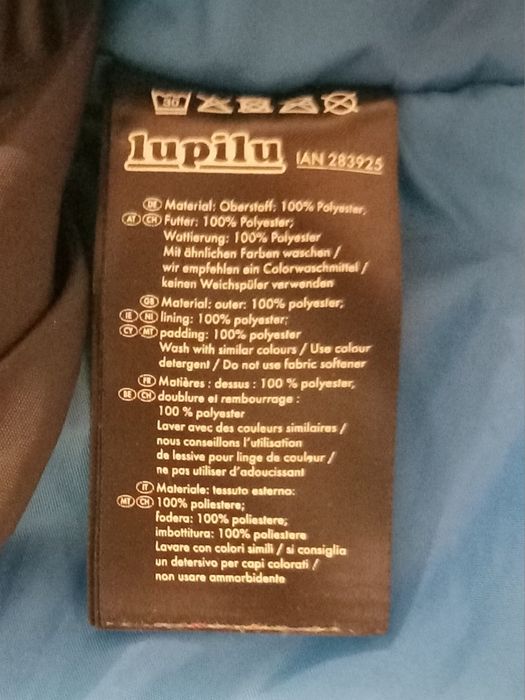 30
lupilu IAN 283925
DE Material: Oberstoff: 100% Polyester,
AT CH Futter: 100% Polyester;
Wattierung: 100% Polyester
Mit ähnlichen Farben waschen /
wir empfehlen ein Colorwaschmittel /
keinen Weichspüler verwenden
GB Material: outer: 100% polyester;
IE NI lining: 100% polyester;
CY MT padding: 100% polyester
Wash with similar colours / Use colour
detergent / Do not use fabric softener
FR Matières : dessus : 100 % polyester,
BE CH doublure et rembourrage :
100 % polyester
Laver avec des couleurs similaires /
nous conseillons l'utilisation
de lessive pour linge de couleur /
ne pas utiliser d'adoucissant
IT Materiale: tessuto esterno:
MT CH 100% poliestere;
fodera: 100% poliestere;
imbottitura: 100% poliestere
Lavare con colori simili / si consiglia
un detersivo per capi colorati /
non usare ammorbidente